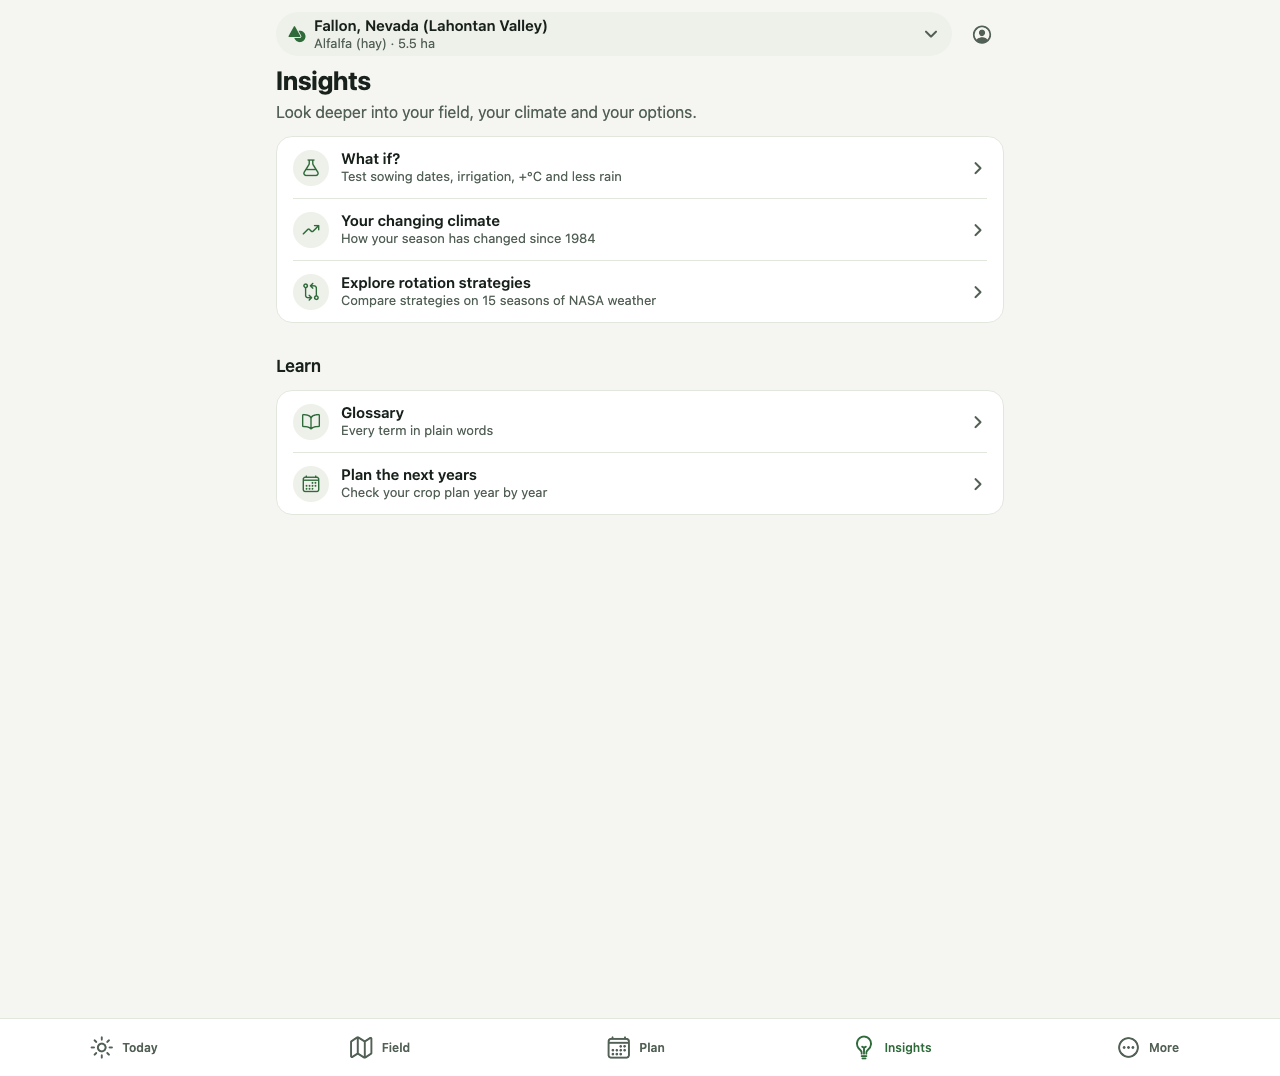 Fallon, Nevada (Lahontan Valley)
Alfalfa (hay) · 5.5 ha
Insights
Look deeper into your field, your climate and your options.
What if?
Test sowing dates, irrigation, +°C and less rain
Your changing climate
How your season has changed since 1984
Explore rotation strategies
Compare strategies on 15 seasons of NASA weather
Learn
Glossary
Every term in plain words
Plan the next years
Check your crop plan year by year
Today
Field
Plan
Insights
More